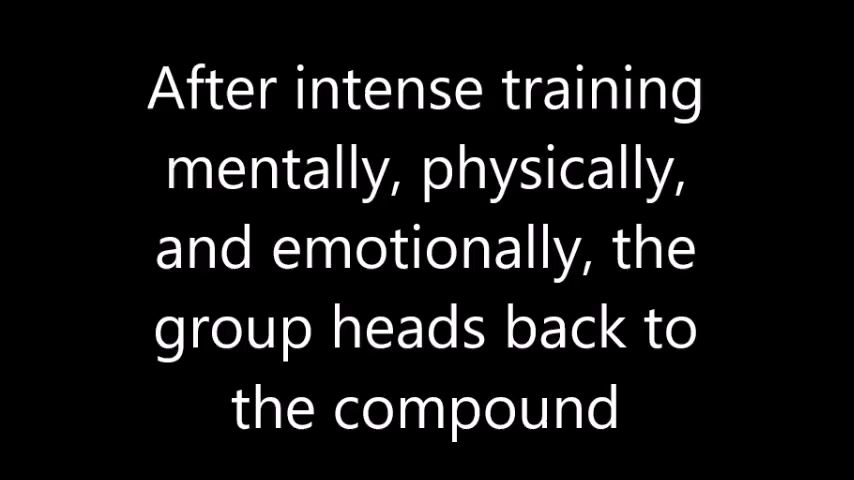 After intense training
mentally, physically,
and emotionally, the
group heads back to
the compound